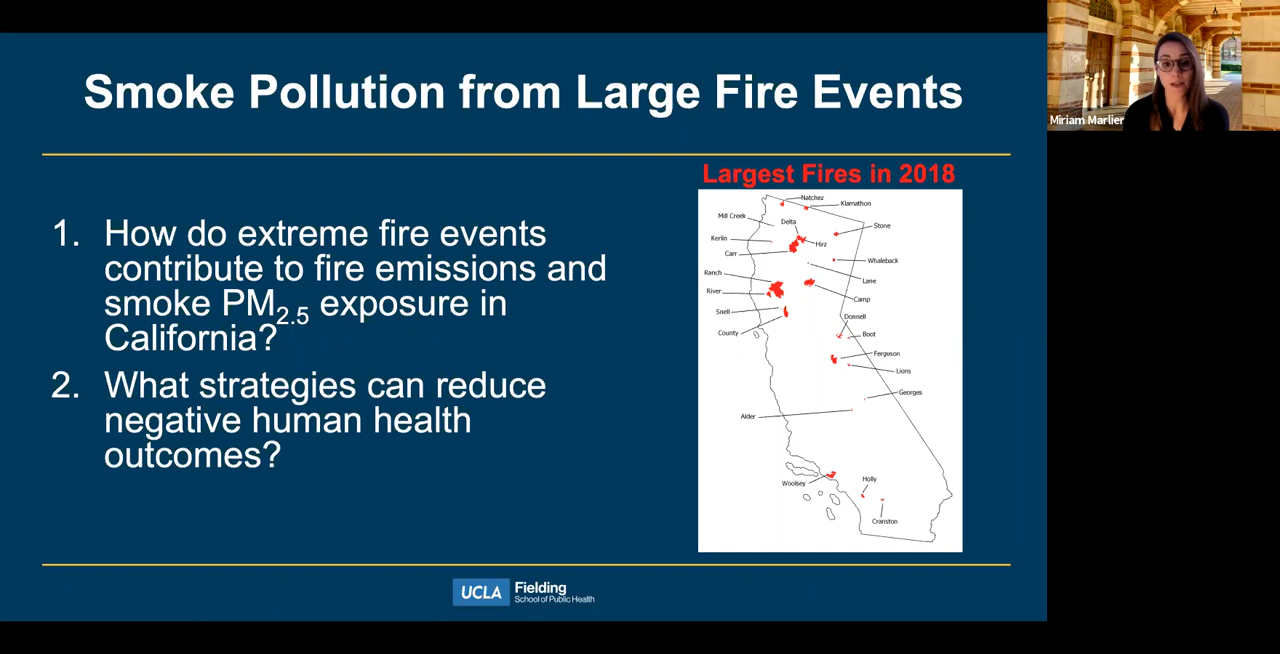 Smoke Pollution from Large Fire Events
Miriam Marlier
Largest Fires in 2018
1. How do extreme fire events
contribute to fire emissions and
smoke PM2.5 exposure in
California?
2. What strategies can reduce
negative human health
outcomes?
Natchez
Klamathon
Mill Creek
Delta
Stone
Kerlin
Hirz
Carr
Whaleback
Ranch
Lane
River
Camp
Snell
Donnell
County
Boot
Ferguson
Lions
Georges
Alder
Woolsey
Holly
Cranston
UCLA
Fielding
School of Public Health